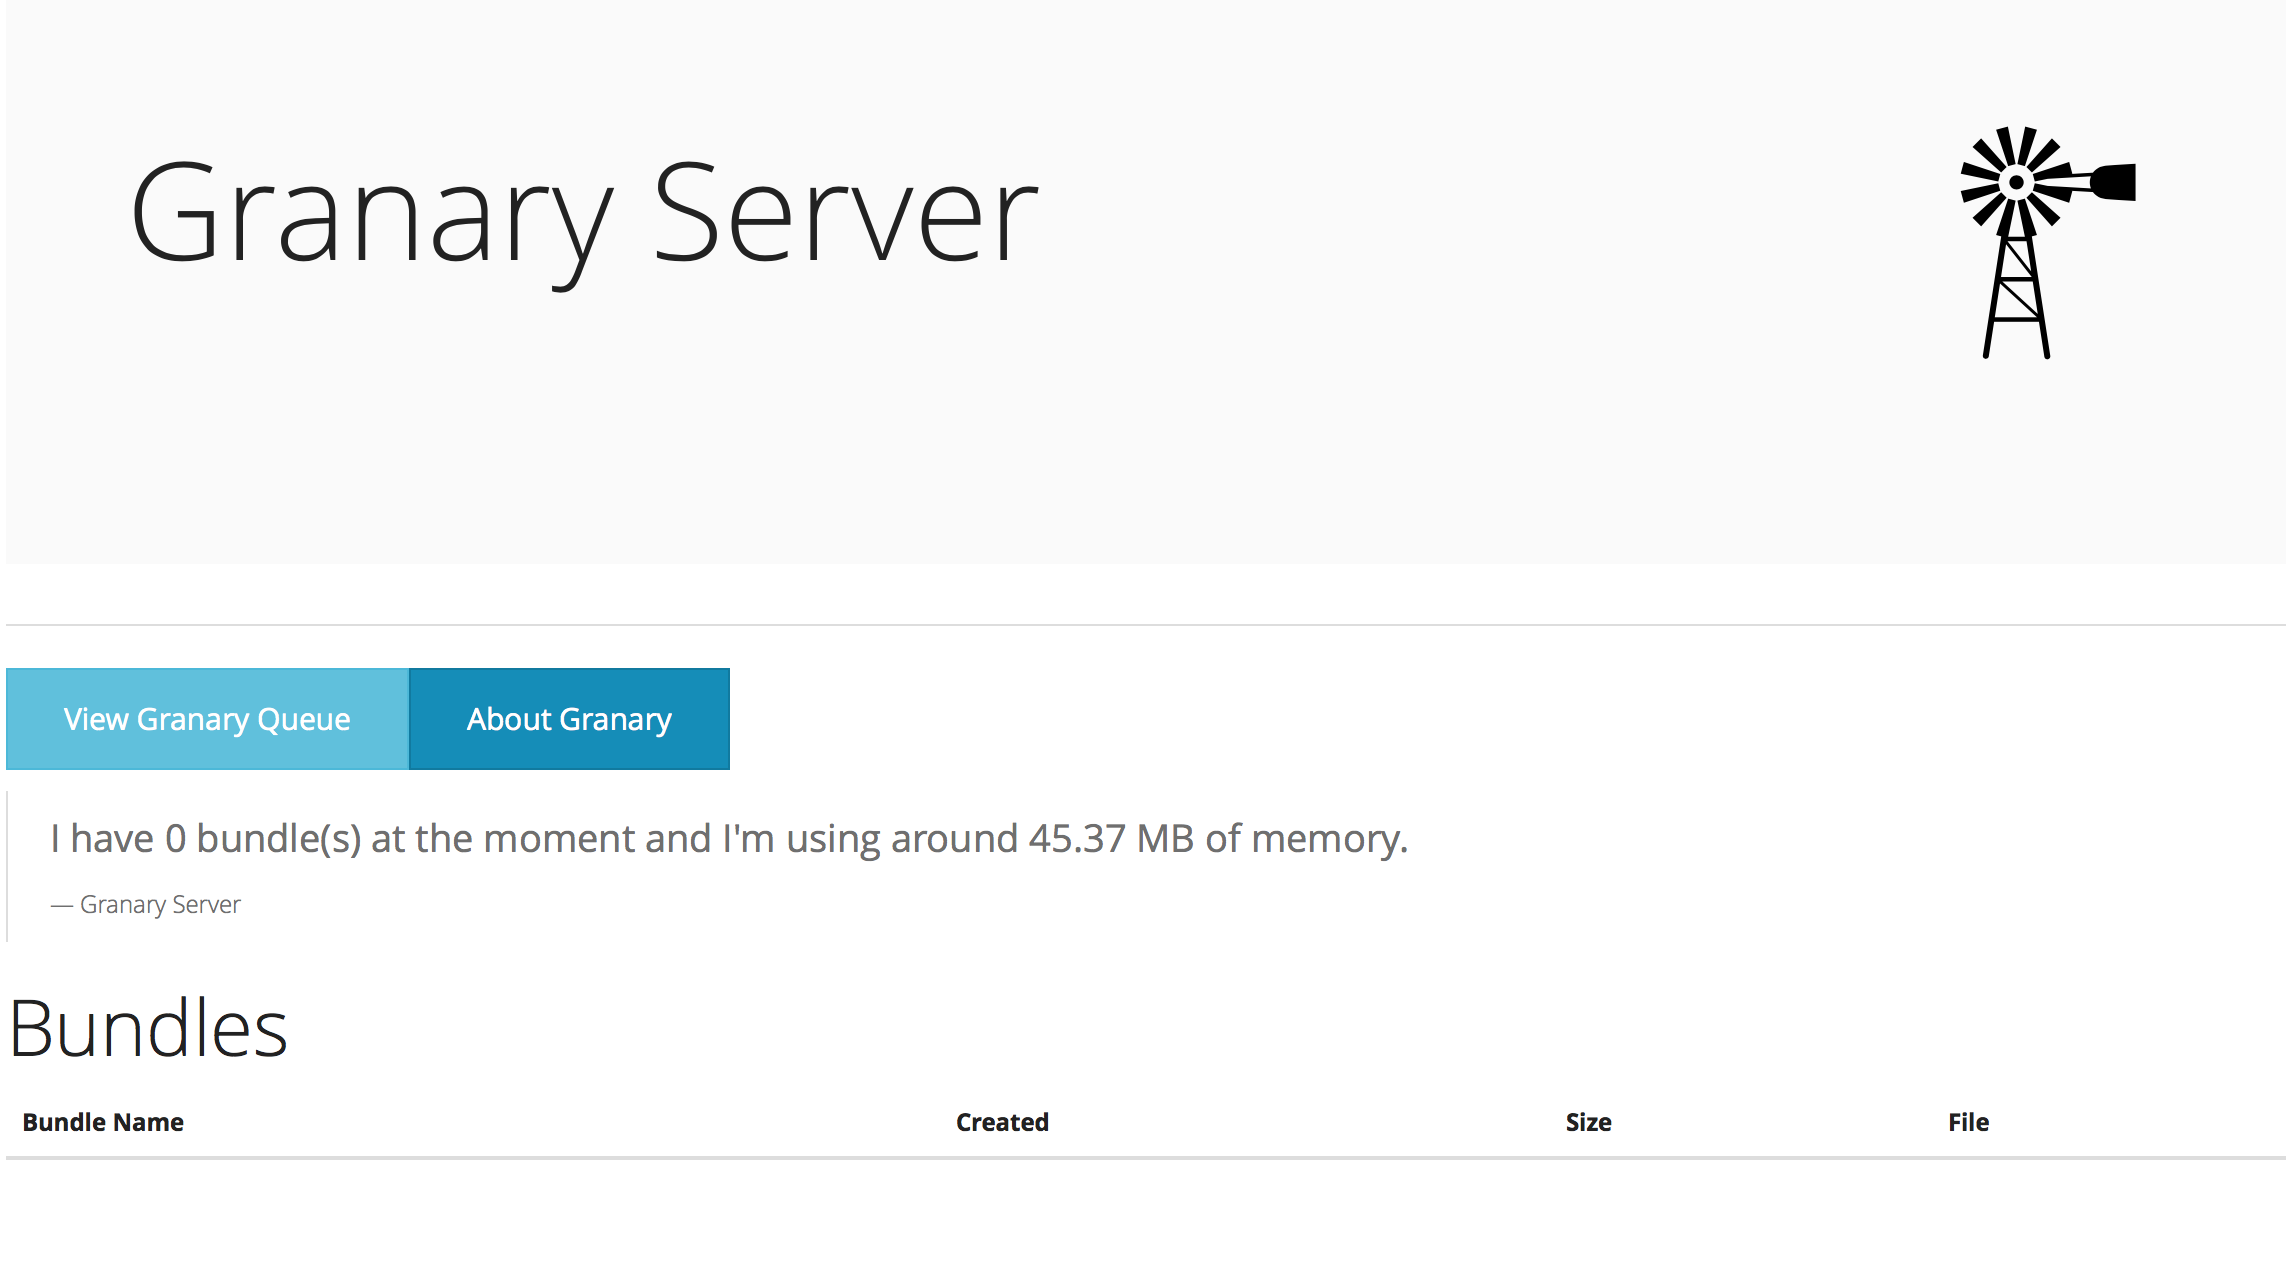 Granary Server
View Granary Queue
About Granary
I have 0 bundle(s) at the moment and I'm using around 45.37 MB of memory.
— Granary Server
Bundles
Bundle Name Created Size File